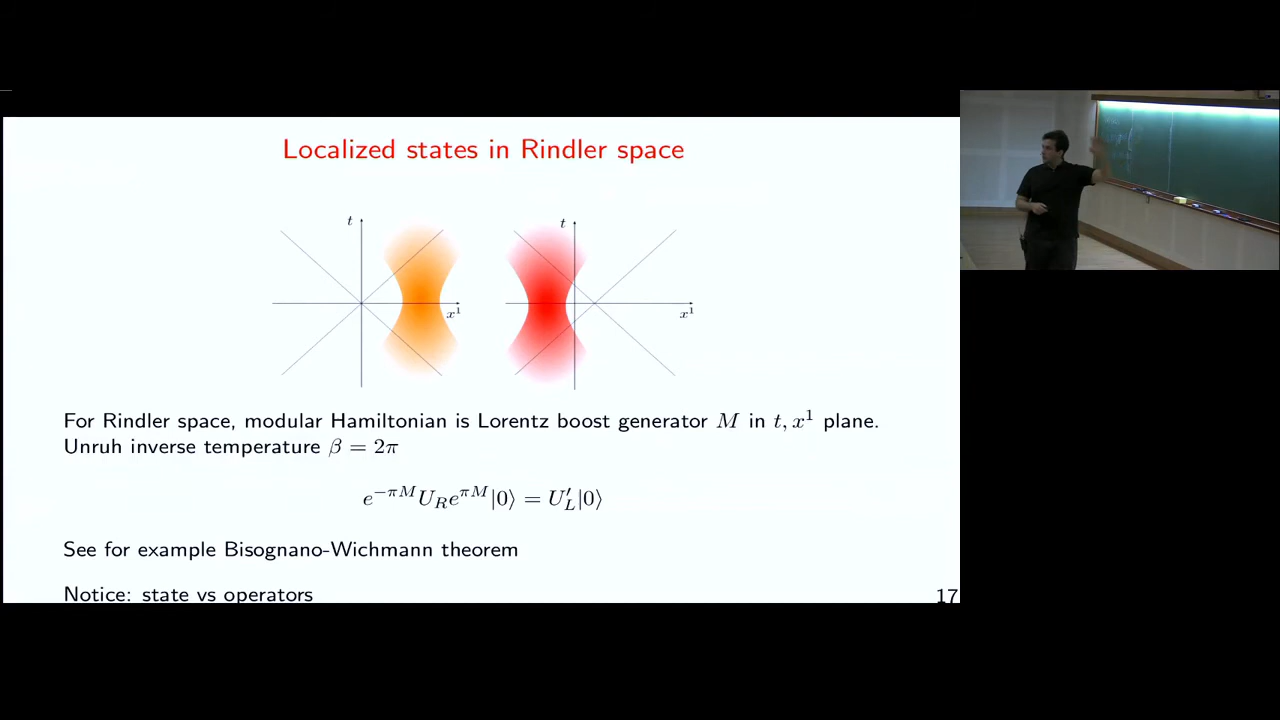 Localized states in Rindler space
t
t
x¹
x¹
For Rindler space, modular Hamiltonian is Lorentz boost generator M in t, x¹ plane.
Unruh inverse temperature β = 2π
e^{−πM} U_R e^{πM} |0⟩ = U′_L |0⟩
See for example Bisognano-Wichmann theorem
Notice: state vs operators
17